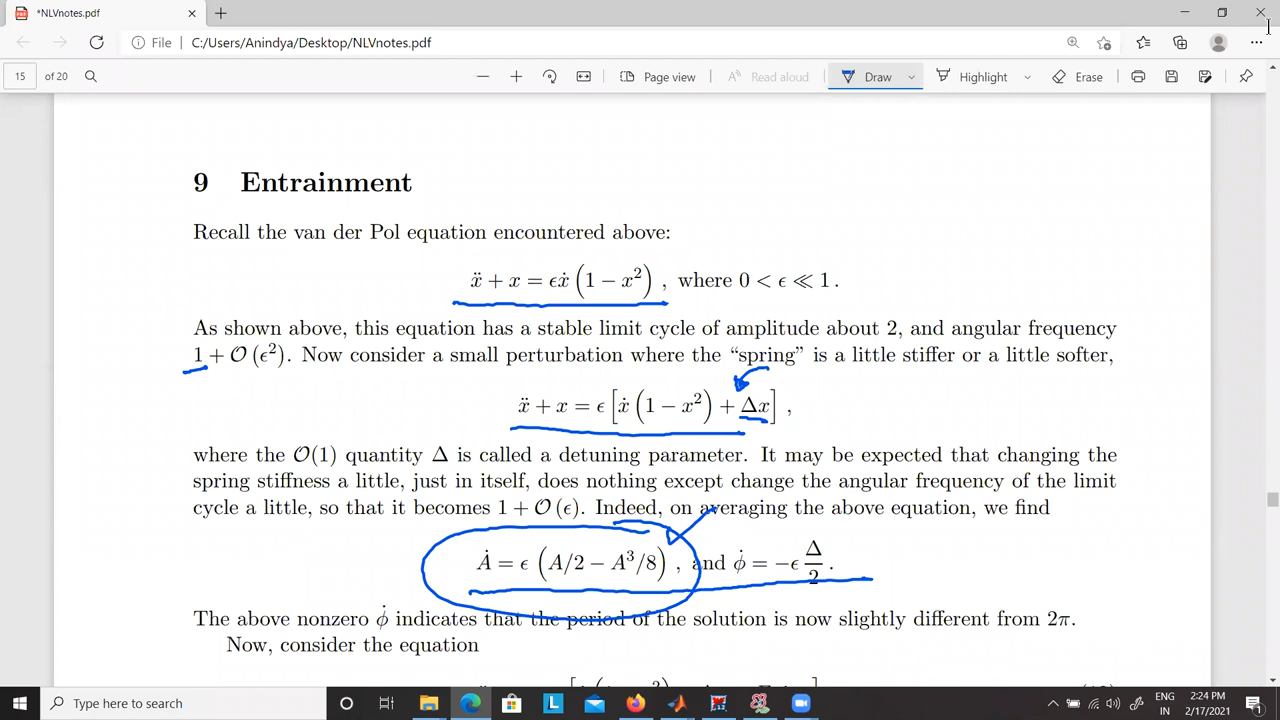 *NLVnotes.pdf
File C:/Users/Anindya/Desktop/NLVnotes.pdf
15 of 20 Page view Read aloud Draw Highlight Erase
9 Entrainment
Recall the van der Pol equation encountered above:
ẍ + x = ϵẋ (1 − x²) , where 0 < ϵ ≪ 1 .
As shown above, this equation has a stable limit cycle of amplitude about 2, and angular frequency
1 + O (ϵ²). Now consider a small perturbation where the “spring” is a little stiffer or a little softer,
ẍ + x = ϵ [ẋ (1 − x²) + Δx] ,
where the O(1) quantity Δ is called a detuning parameter. It may be expected that changing the
spring stiffness a little, just in itself, does nothing except change the angular frequency of the limit
cycle a little, so that it becomes 1 + O (ϵ). Indeed, on averaging the above equation, we find
Ȧ = ϵ (A/2 − A³/8) , and ϕ̇ = −ϵ Δ/2 .
The above nonzero ϕ̇ indicates that the period of the solution is now slightly different from 2π.
Now, consider the equation
Type here to search
ENG 2:24 PM
IN 2/17/2021